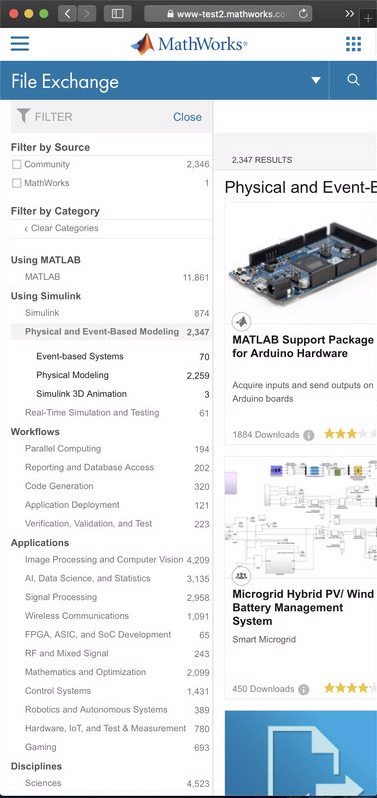 www-test2.mathworks.co
MathWorks®
File Exchange
FILTER
Close
Filter by Source
Community 2,346
MathWorks 1
Filter by Category
‹ Clear Categories
Using MATLAB
MATLAB 11,861
Using Simulink
Simulink 874
Physical and Event-Based Modeling 2,347
Event-based Systems 70
Physical Modeling 2,259
Simulink 3D Animation 3
Real-Time Simulation and Testing 61
Workflows
Parallel Computing 194
Reporting and Database Access 202
Code Generation 320
Application Deployment 121
Verification, Validation, and Test 223
Applications
Image Processing and Computer Vision 4,209
AI, Data Science, and Statistics 3,135
Signal Processing 2,958
Wireless Communications 1,091
FPGA, ASIC, and SoC Development 65
RF and Mixed Signal 243
Mathematics and Optimization 2,099
Control Systems 1,431
Robotics and Autonomous Systems 389
Hardware, IoT, and Test & Measurement 780
Gaming 693
Disciplines
Sciences 4,523
2,347 RESULTS
Physical and Event-E
MATLAB Support Package
for Arduino Hardware
Acquire inputs and send outputs on
Arduino boards
1884 Downloads
Microgrid Hybrid PV/ Wind
Battery Management
System
Smart Microgrid
450 Downloads